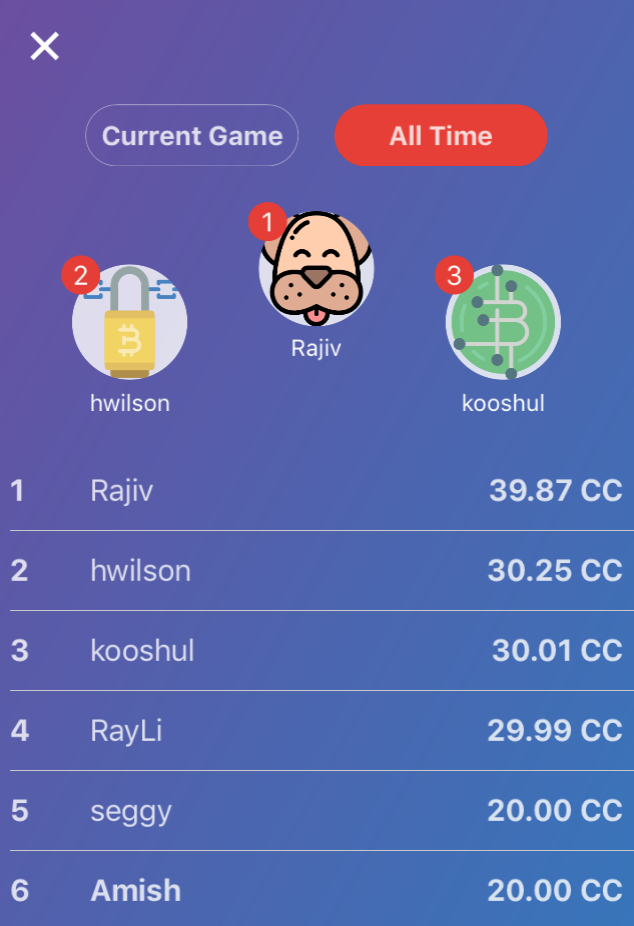 Current Game All Time
1
2
3
Rajiv
hwilson kooshul
1 Rajiv 39.87 CC
2 hwilson 30.25 CC
3 kooshul 30.01 CC
4 RayLi 29.99 CC
5 seggy 20.00 CC
6 Amish 20.00 CC